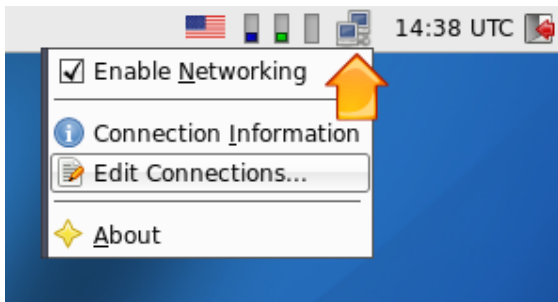 14:38 UTC
Enable Networking
Connection Information
Edit Connections...
About